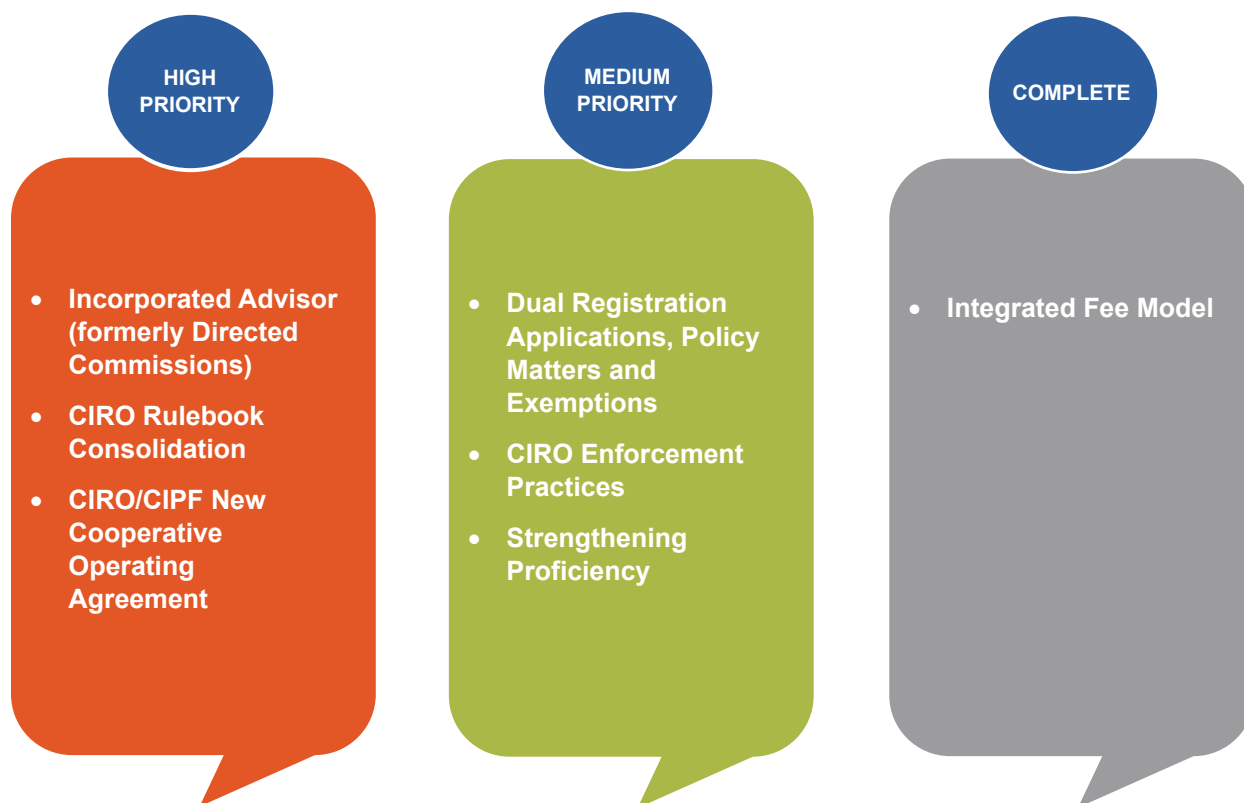 HIGH
PRIORITY
• Incorporated Advisor
(formerly Directed
Commissions)
• CIRO Rulebook
Consolidation
• CIRO/CIPF New
Cooperative
Operating
Agreement
MEDIUM
PRIORITY
• Dual Registration
Applications, Policy
Matters and
Exemptions
• CIRO Enforcement
Practices
• Strengthening
Proficiency
COMPLETE
• Integrated Fee Model